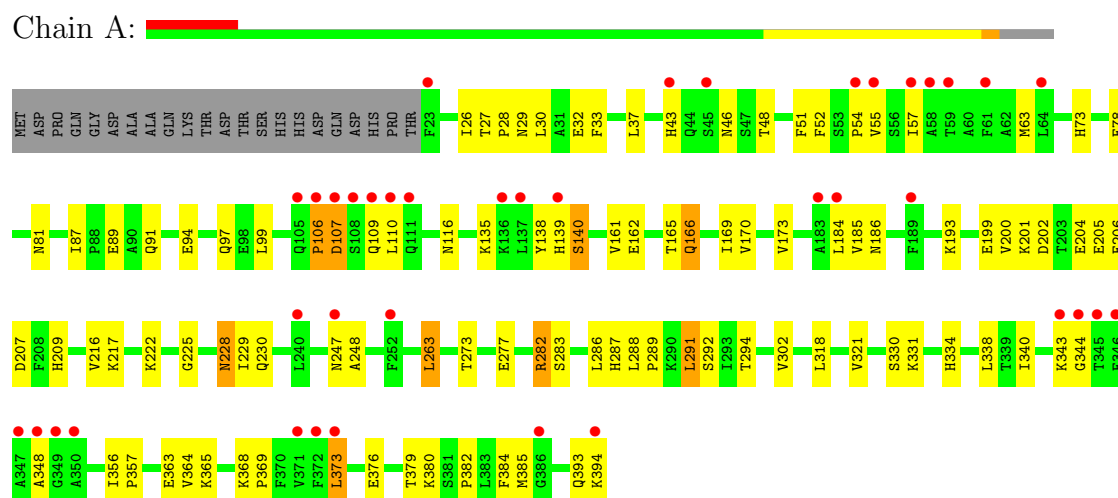 Chain A:
MET ASP PRO GLN GLY ASP ALA ALA GLN LYS THR ASP THR SER HIS HIS ASP GLN ASP HIS PRO THR F23 I26 T27 P28 N29 L30 A31 E32 F33 L37 H43 Q44 S45 N46 S47 T48 F51 F52 S53 P54 V55 S56 I57 A58 T59 A60 F61 A62 M63 L64 H73 E78
N81 I87 P88 E89 A90 Q91 E94 Q97 E98 L99 Q105 P106 D107 S108 Q109 L110 Q111 N116 K135 K136 L137 Y138 H139 S140 V161 E162 T165 Q166 I169 V170 V173 A183 L184 V185 N186 F189 K193 E199 V200 K201 D202 T203 E204 E205 E206
D207 F208 H209 V216 K217 K222 G225 N228 I229 Q230 L240 N247 A248 F252 L263 T273 E277 R282 S283 L286 H287 L288 P289 K290 L291 S292 I293 T294 V302 L318 V321 S330 K331 H334 L338 T339 I340 K343 G344 T345 E346
A347 A348 G349 A350 I356 P357 E363 V364 K365 K368 P369 F370 V371 F372 L373 E376 T379 K380 S381 P382 L383 F384 M385 G386 Q393 K394